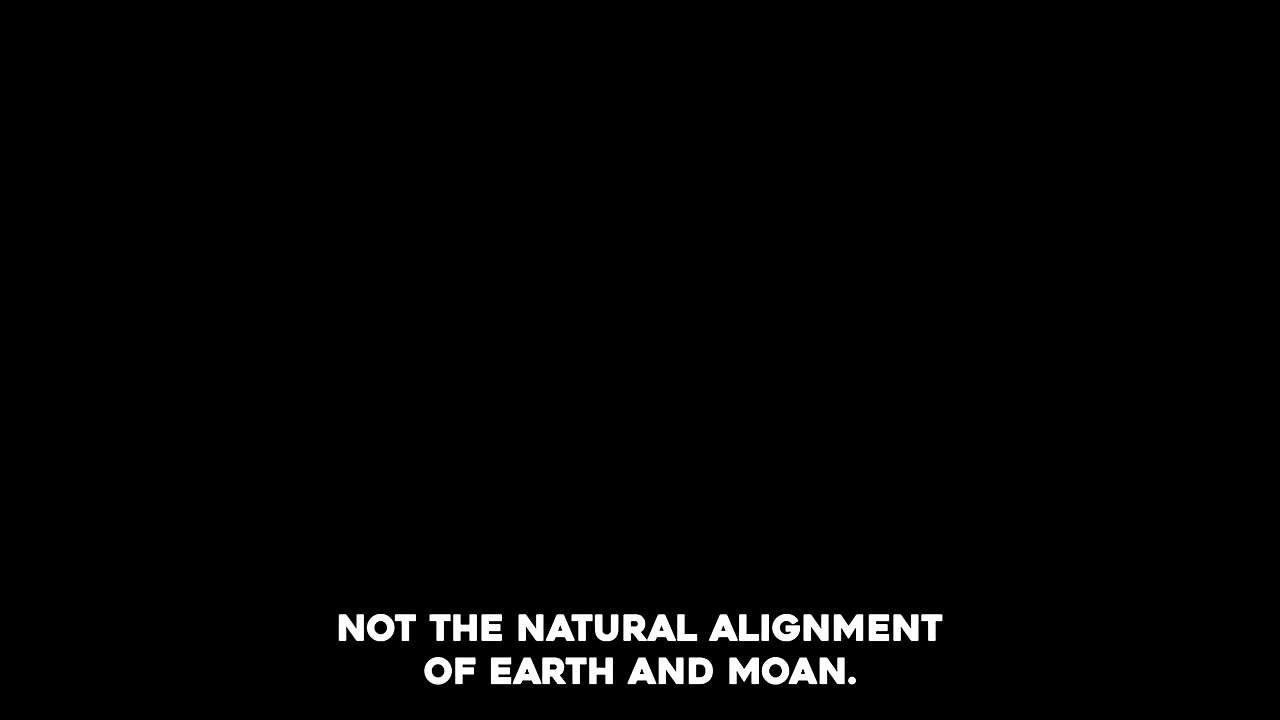 NOT THE NATURAL ALIGNMENT
OF EARTH AND MOAN.